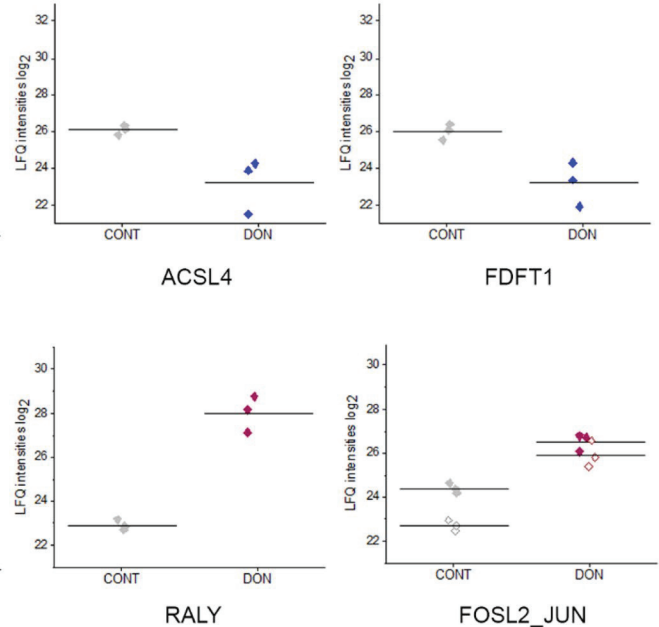 LFQ intensities log2
32
30
28
26
24
22
CONT
DON
ACSL4
LFQ intensities log2
32
30
28
26
24
22
CONT
DON
FDFT1
LFQ intensities log2
30
28
26
24
22
CONT
DON
RALY
LFQ intensities log2
30
28
26
24
22
CONT
DON
FOSL2_JUN